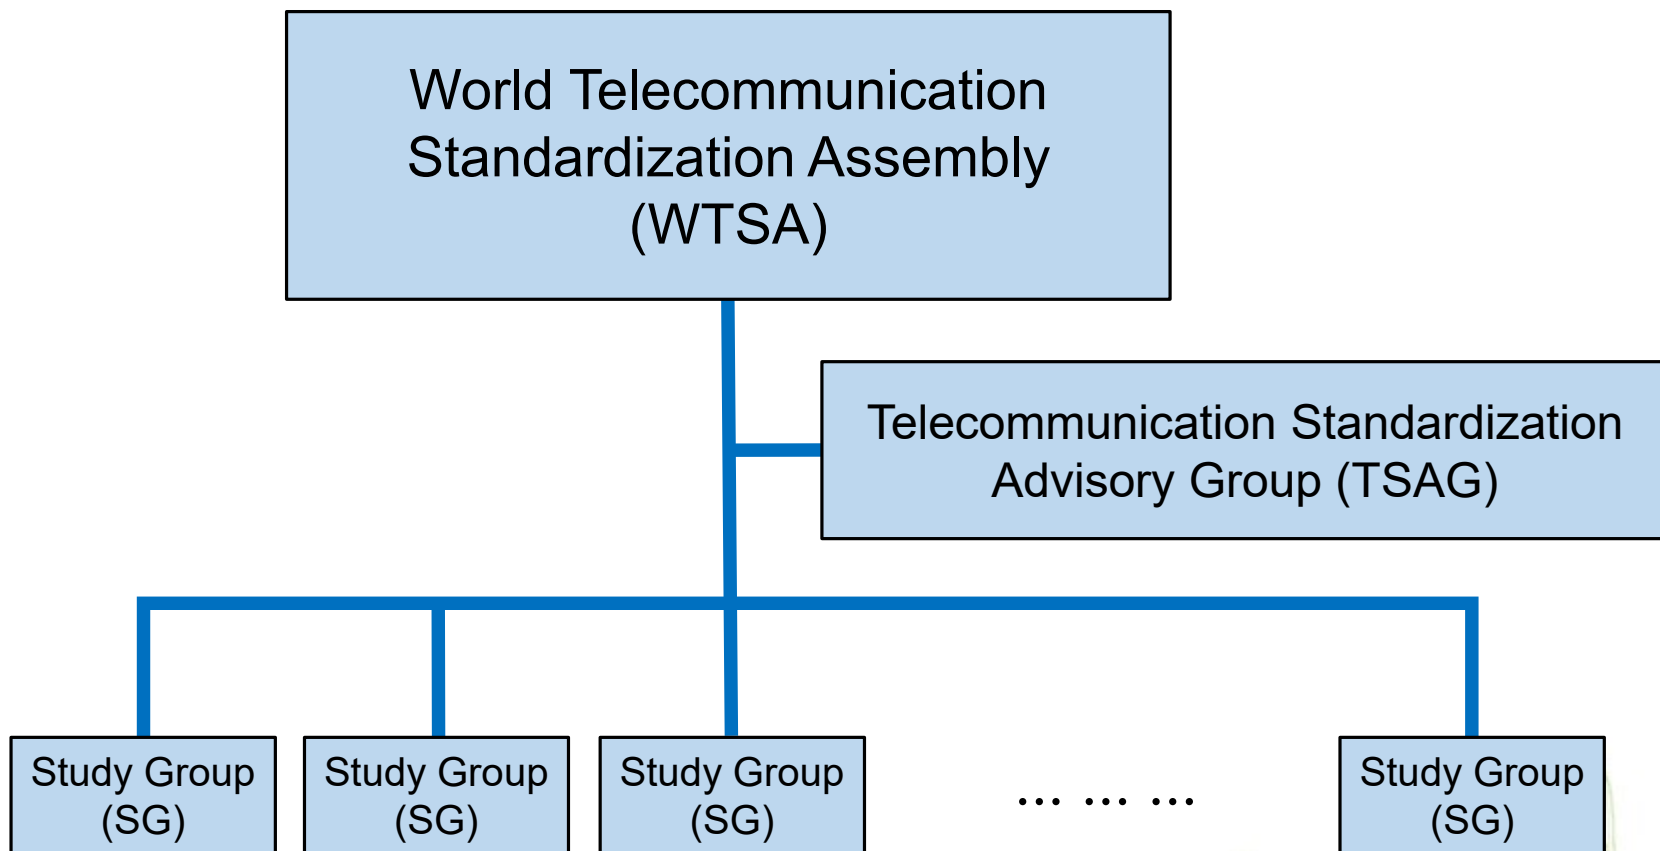 World Telecommunication
Standardization Assembly
(WTSA)
Telecommunication Standardization
Advisory Group (TSAG)
Study Group
(SG)
Study Group
(SG)
Study Group
(SG)
... ... ...
Study Group
(SG)